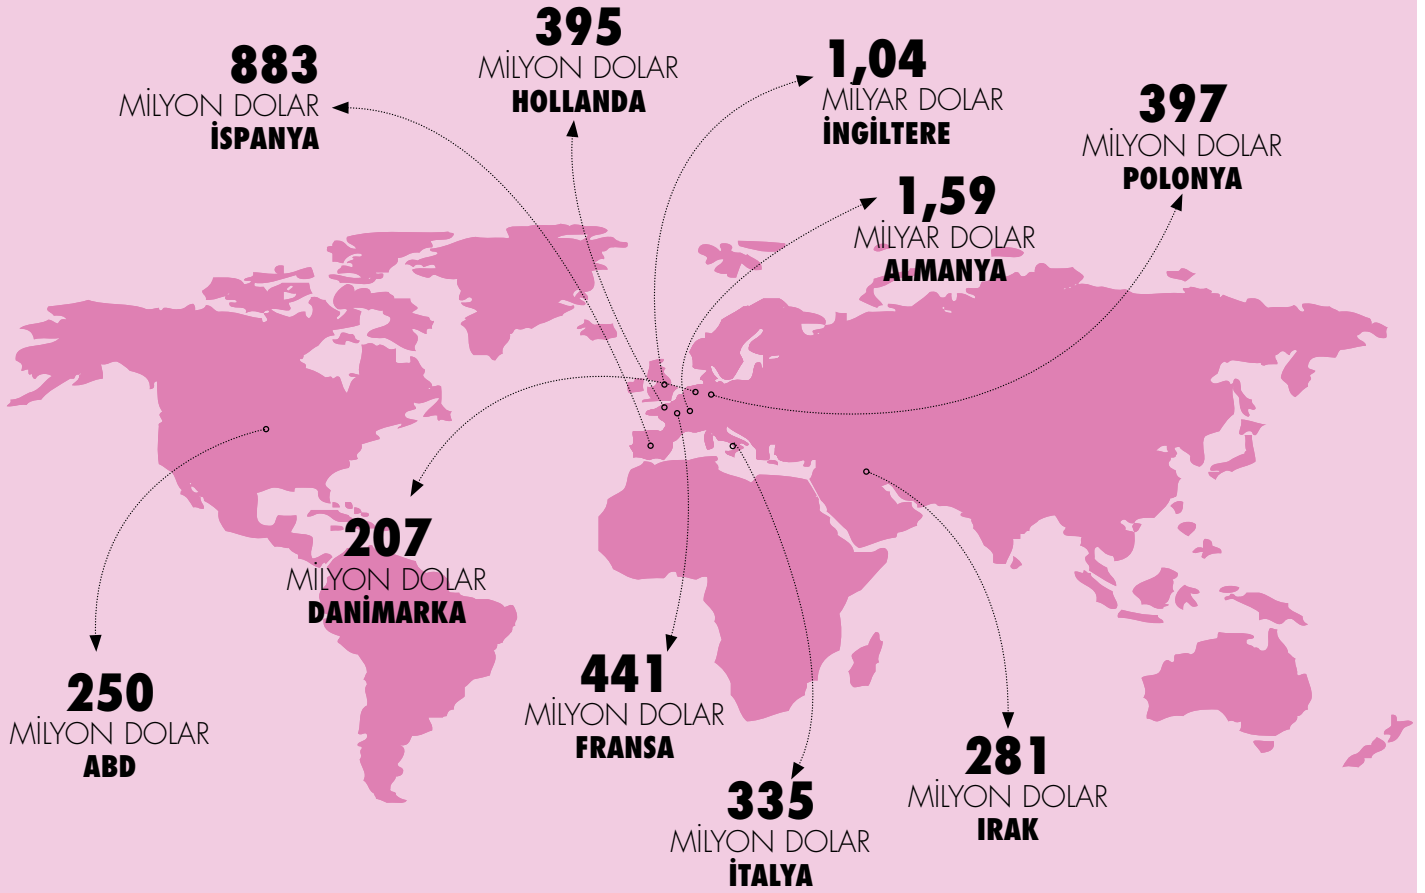 883
MİLYON DOLAR
İSPANYA
395
MİLYON DOLAR
HOLLANDA
1,04
MİLYAR DOLAR
İNGİLTERE
397
MİLYON DOLAR
POLONYA
1,59
MİLYAR DOLAR
ALMANYA
207
MİLYON DOLAR
DANİMARKA
250
MİLYON DOLAR
ABD
441
MİLYON DOLAR
FRANSA
335
MİLYON DOLAR
İTALYA
281
MİLYON DOLAR
IRAK